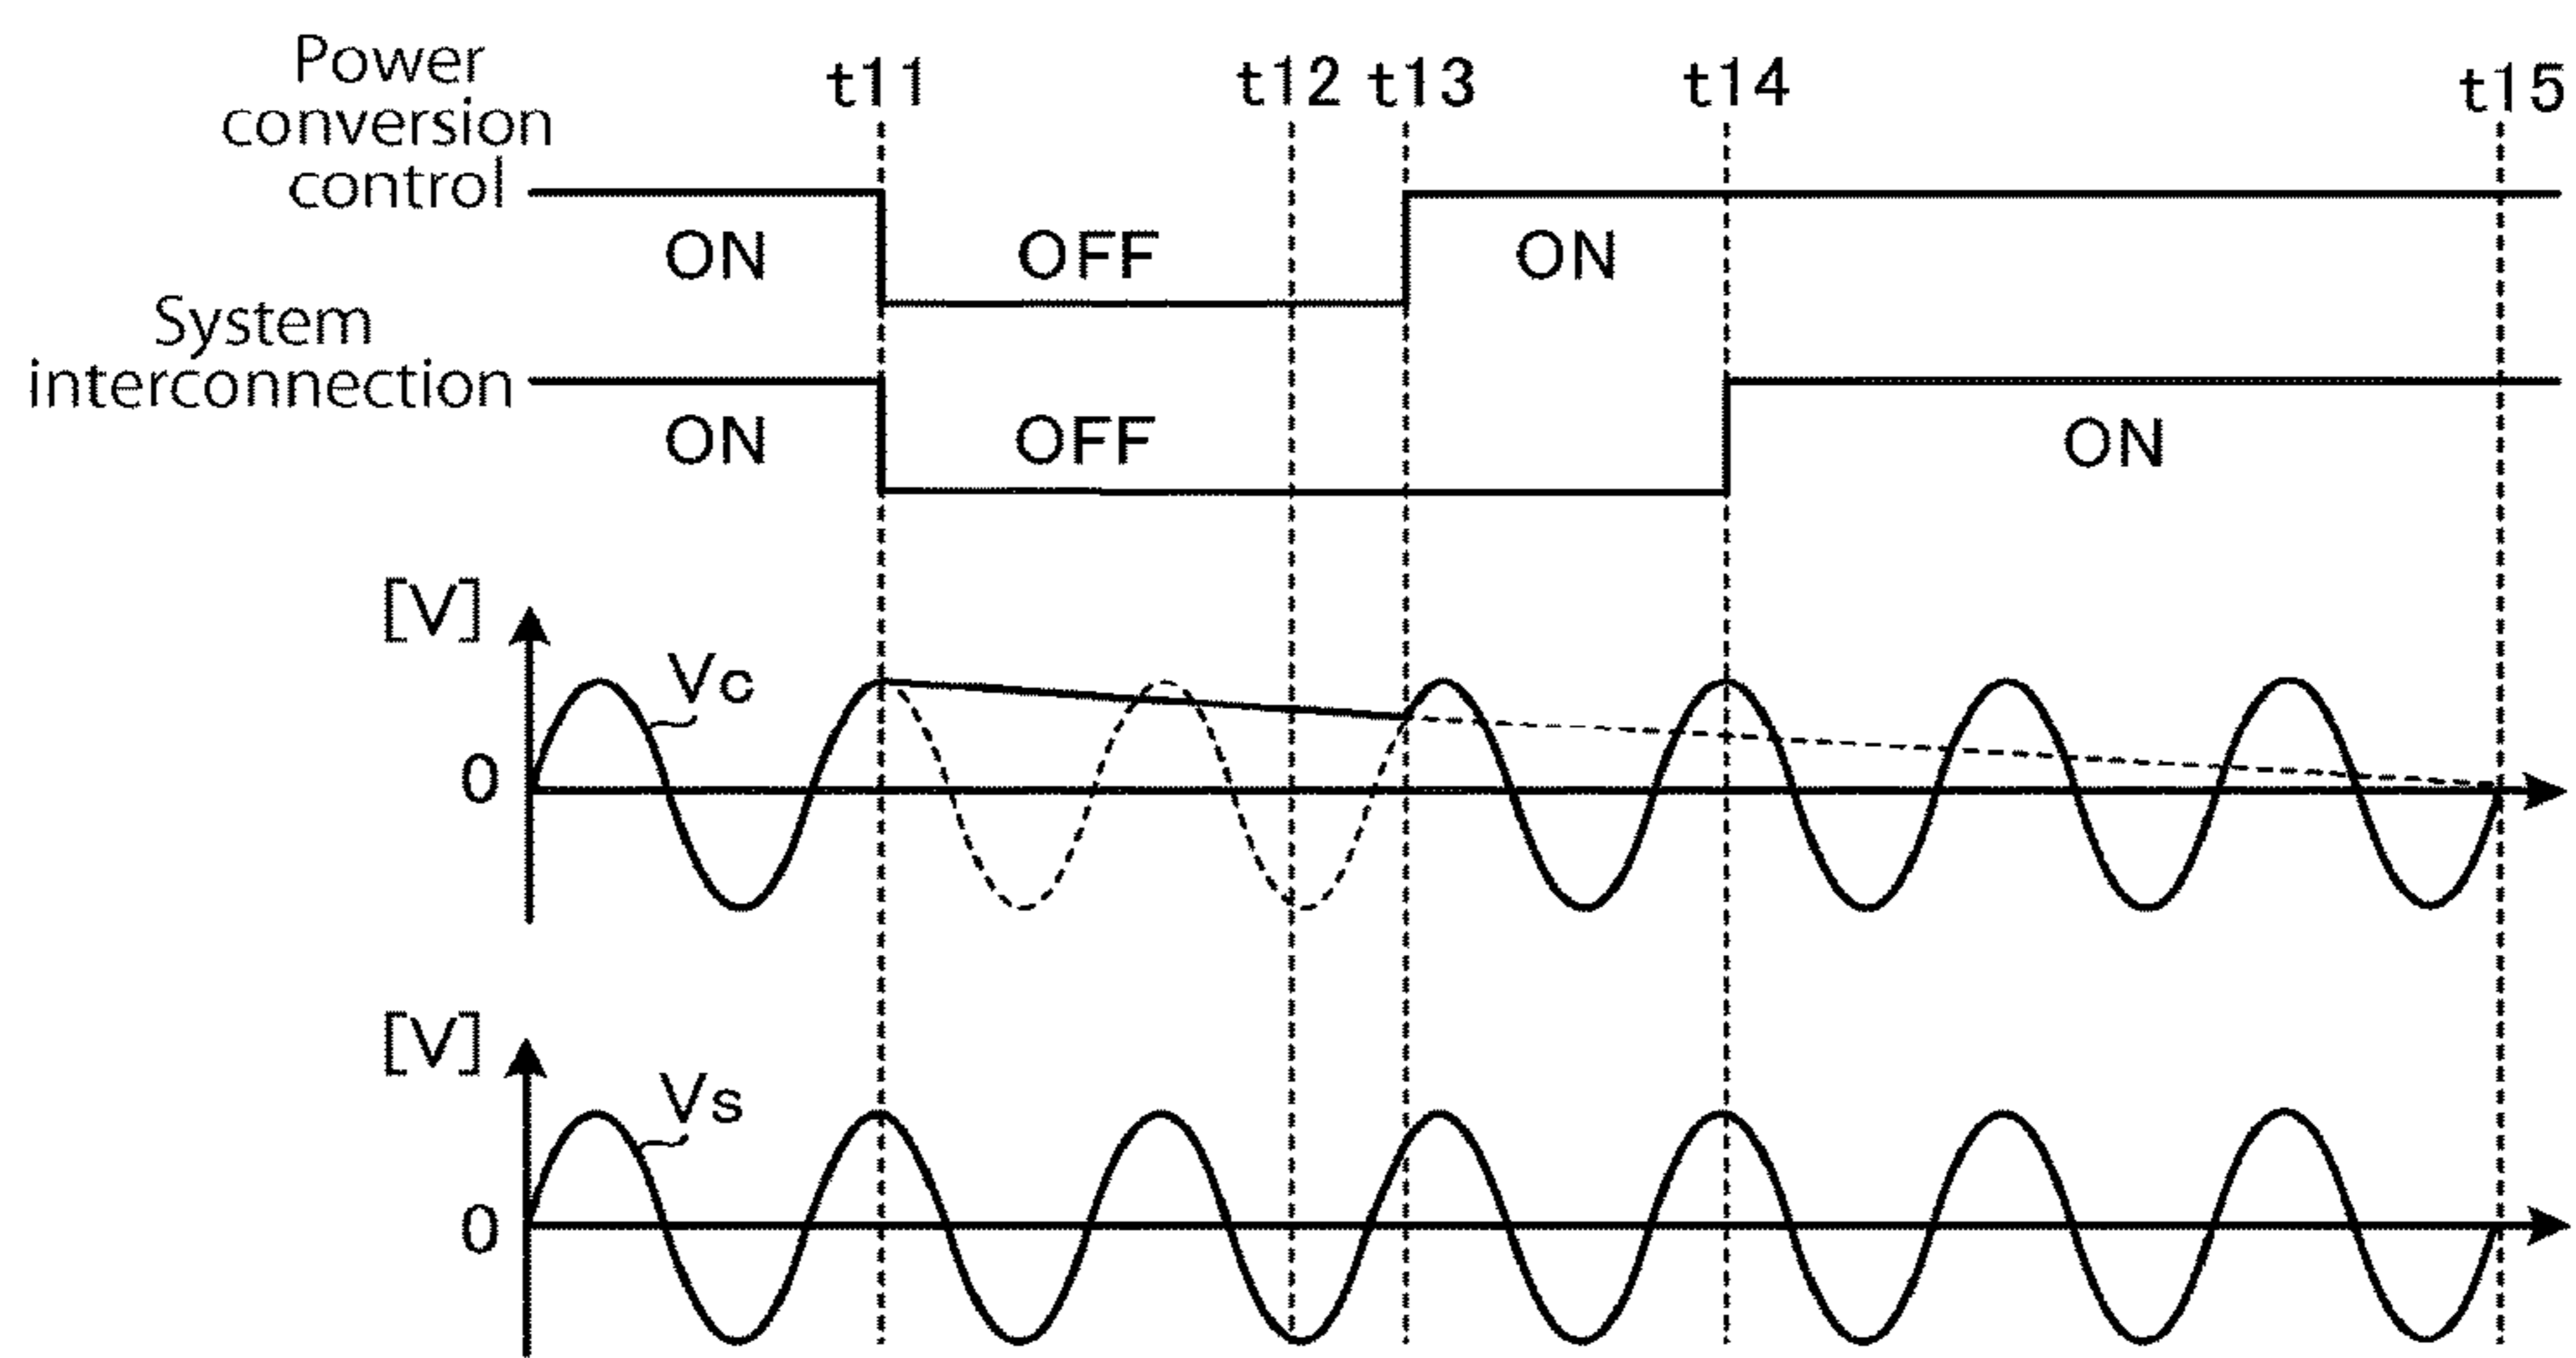 Power
conversion
control
t11 t12 t13 t14 t15
ON OFF ON
System
interconnection
ON OFF ON
[V]
Vc
0
[V]
Vs
0